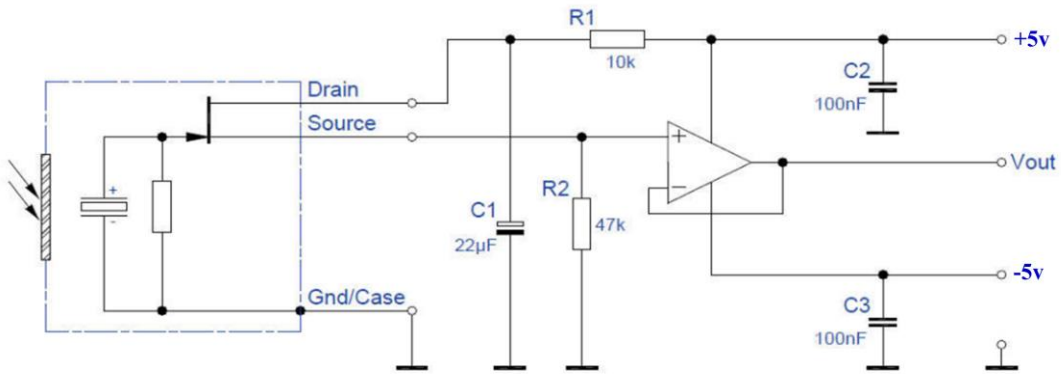 R1
10k
+5v
C2
100nF
Drain
Source
+
−
Vout
R2
47k
C1
22µF
+
-
-5v
Gnd/Case
C3
100nF